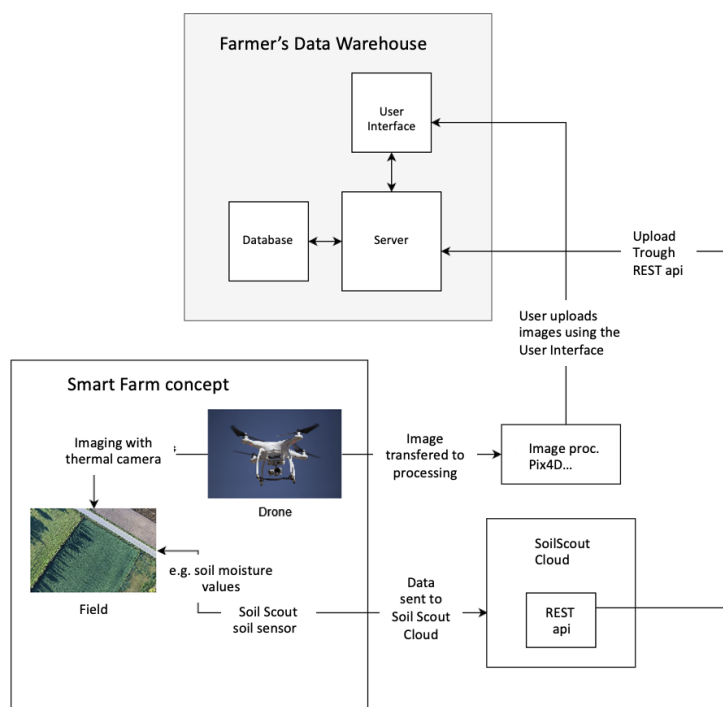 Farmer's Data Warehouse
User
Interface
Database
Server
Upload
Trough
REST api
User uploads
images using the
User Interface
Smart Farm concept
Imaging with
thermal camera
s
Drone
Image
transfered to
processing
Image proc.
Pix4D...
Field
e.g. soil moisture
values
Soil Scout
soil sensor
Data
sent to
Soil Scout
Cloud
SoilScout
Cloud
REST
api